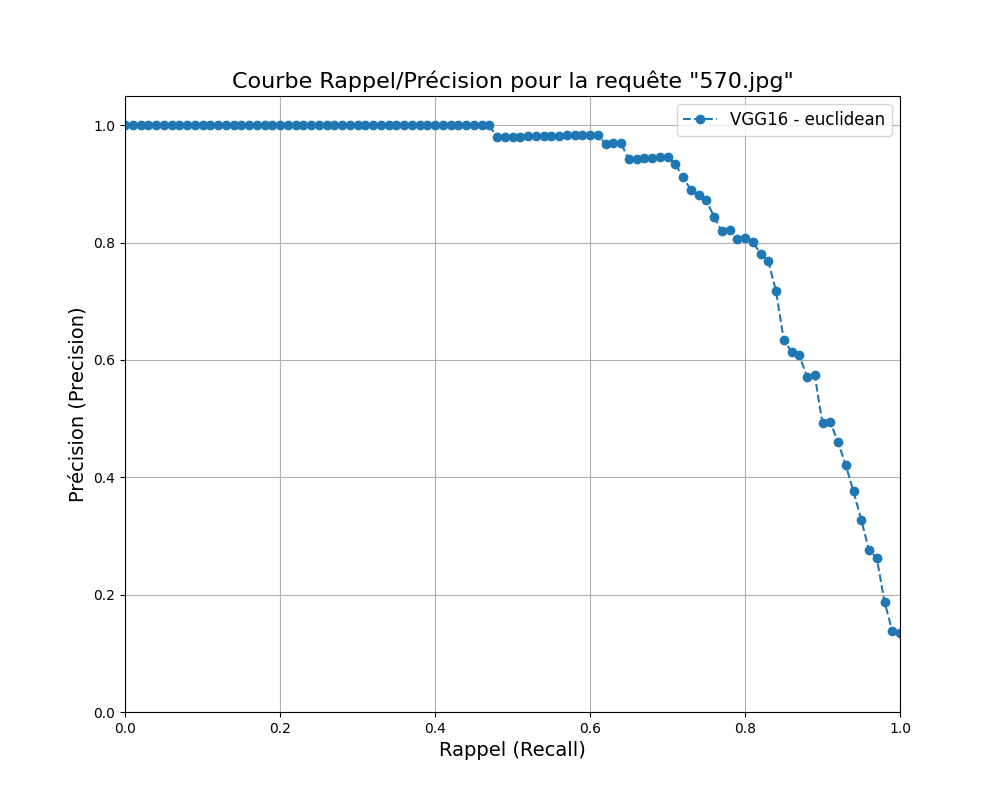 Courbe Rappel/Précision pour la requête "570.jpg"
VGG16 - euclidean
Précision (Precision)
1.0
0.8
0.6
0.4
0.2
0.0
0.0 0.2 0.4 0.6 0.8 1.0
Rappel (Recall)